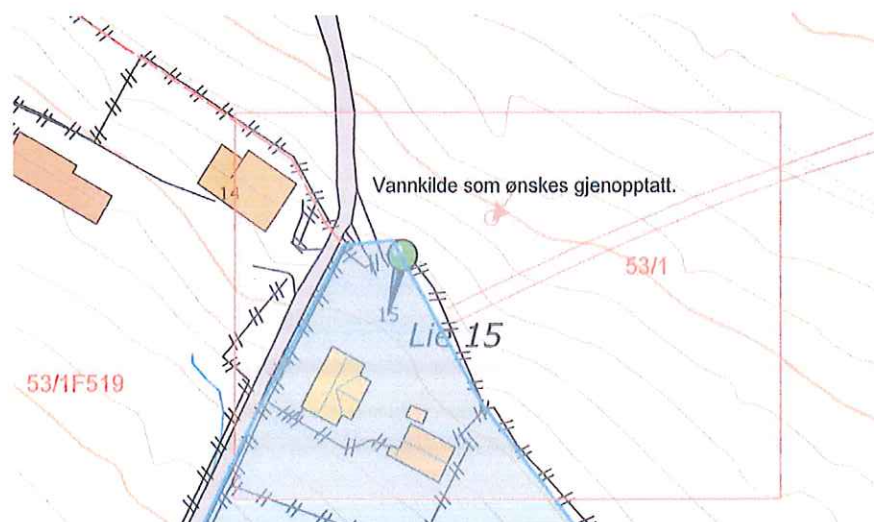 14
Vannkilde som ønskes gjenopptatt.
53/1
15
Lie 15
53/1F519